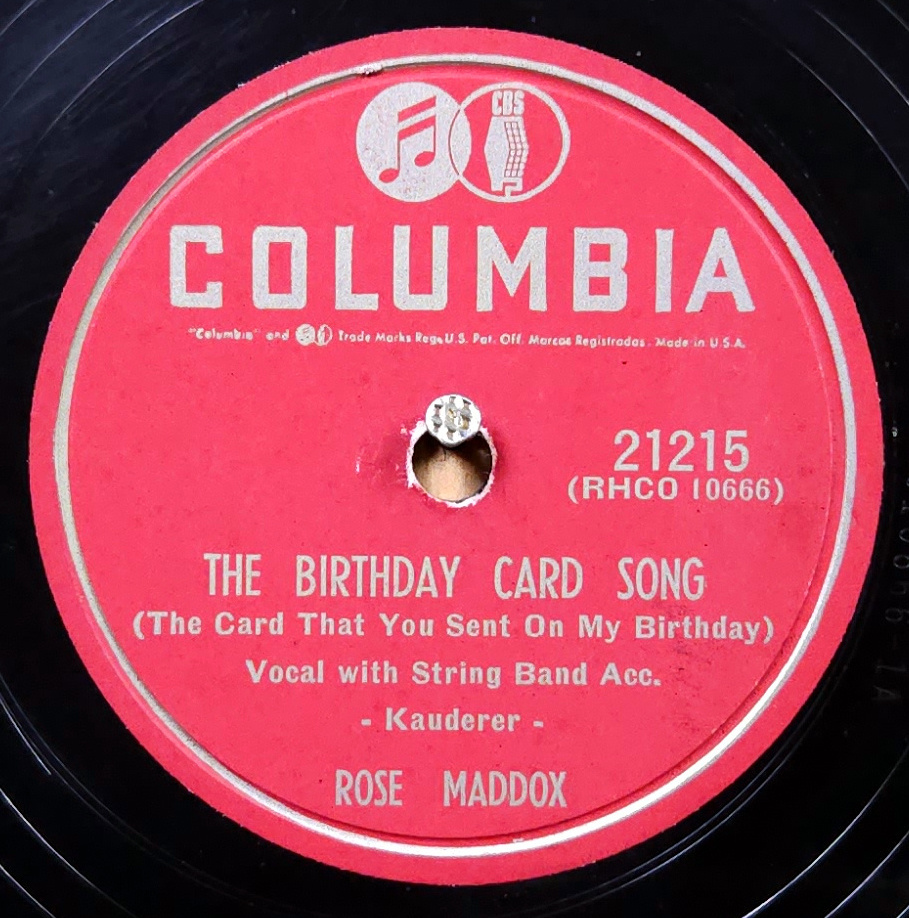 CBS
COLUMBIA
"Columbia" and Trade Marks Reg. U.S. Pat. Off. Marcas Registradas. Made in U.S.A.
21215
(RHCO 10666)
THE BIRTHDAY CARD SONG
(The Card That You Sent On My Birthday)
Vocal with String Band Acc.
- Kauderer -
ROSE MADDOX